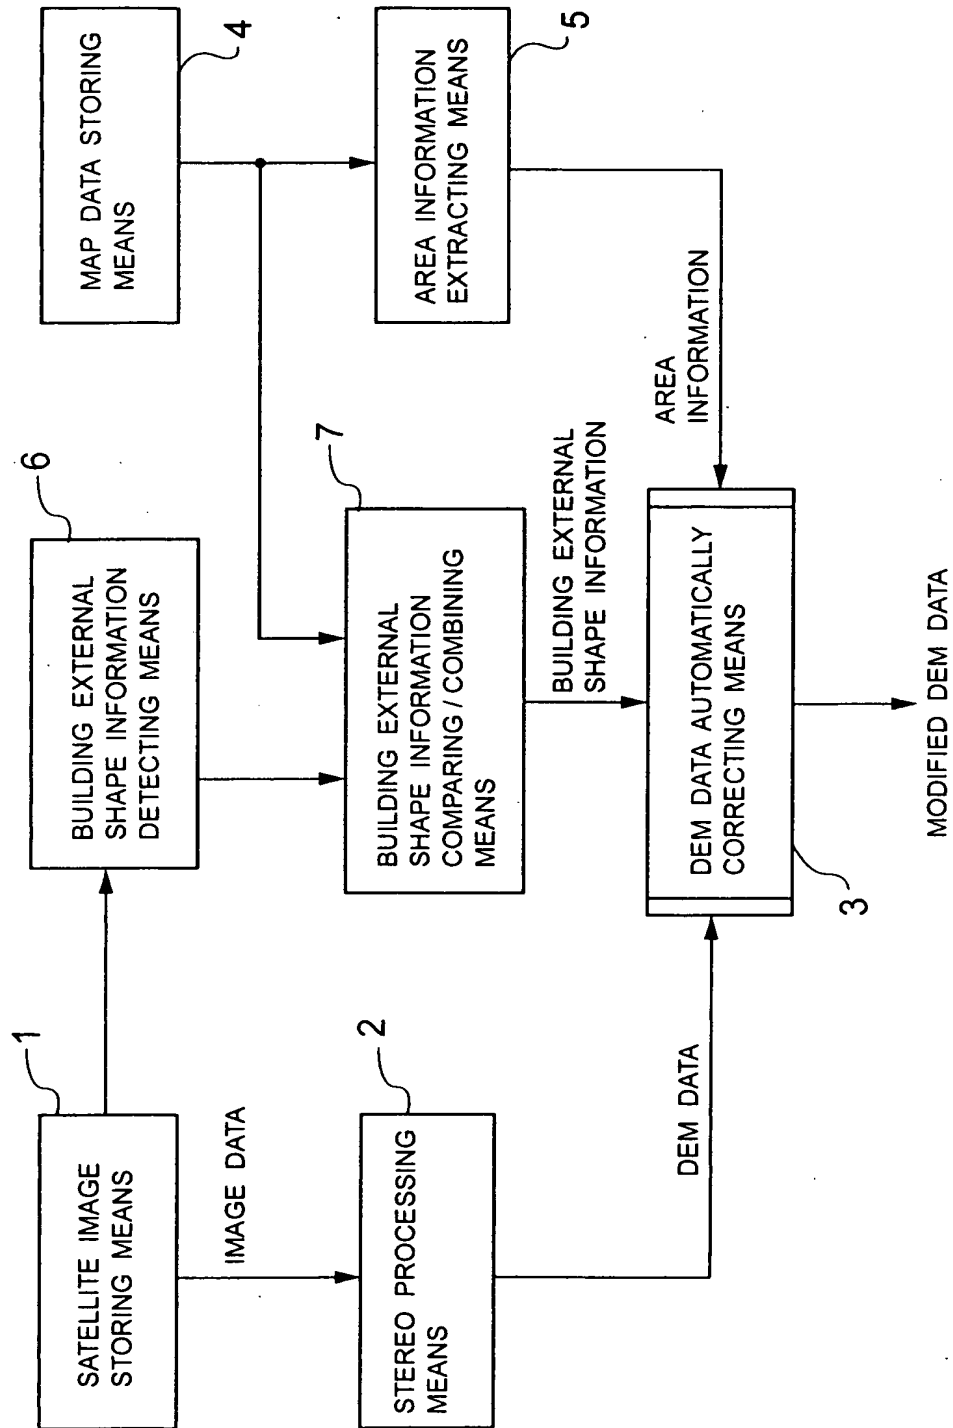 1
SATELLITE IMAGE
STORING MEANS
6
BUILDING EXTERNAL
SHAPE INFORMATION
DETECTING MEANS
MAP DATA STORING
MEANS
4
IMAGE DATA
2
STEREO PROCESSING
MEANS
7
BUILDING EXTERNAL
SHAPE INFORMATION
COMPARING / COMBINING
MEANS
AREA INFORMATION
EXTRACTING MEANS
5
DEM DATA
BUILDING EXTERNAL
SHAPE INFORMATION
AREA
INFORMATION
DEM DATA AUTOMATICALLY
CORRECTING MEANS
3
MODIFIED DEM DATA